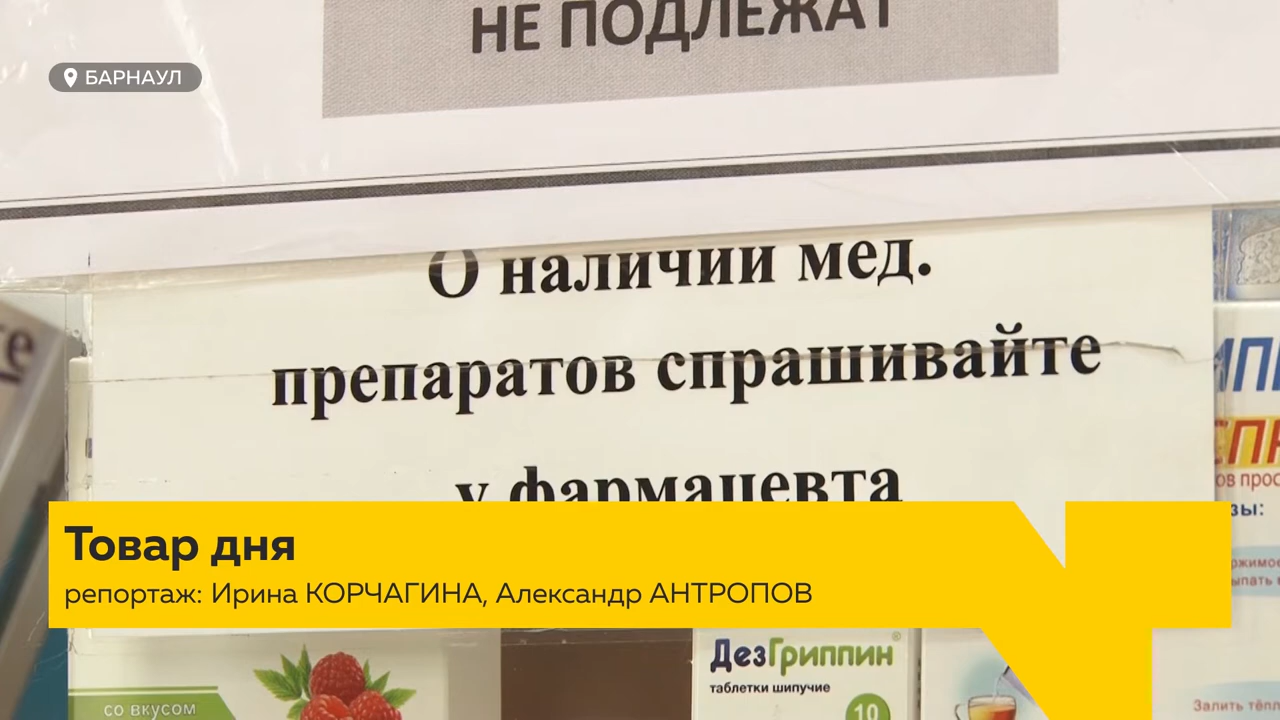 НЕ ПОДЛЕЖАТ
БАРНАУЛ
О наличии мед.
препаратов спрашивайте
у фармацевта
Товар дня
репортаж: Ирина КОРЧАГИНА, Александр АНТРОПОВ
ДезГриппин®
таблетки шипучие
10
со вкусом
Залить